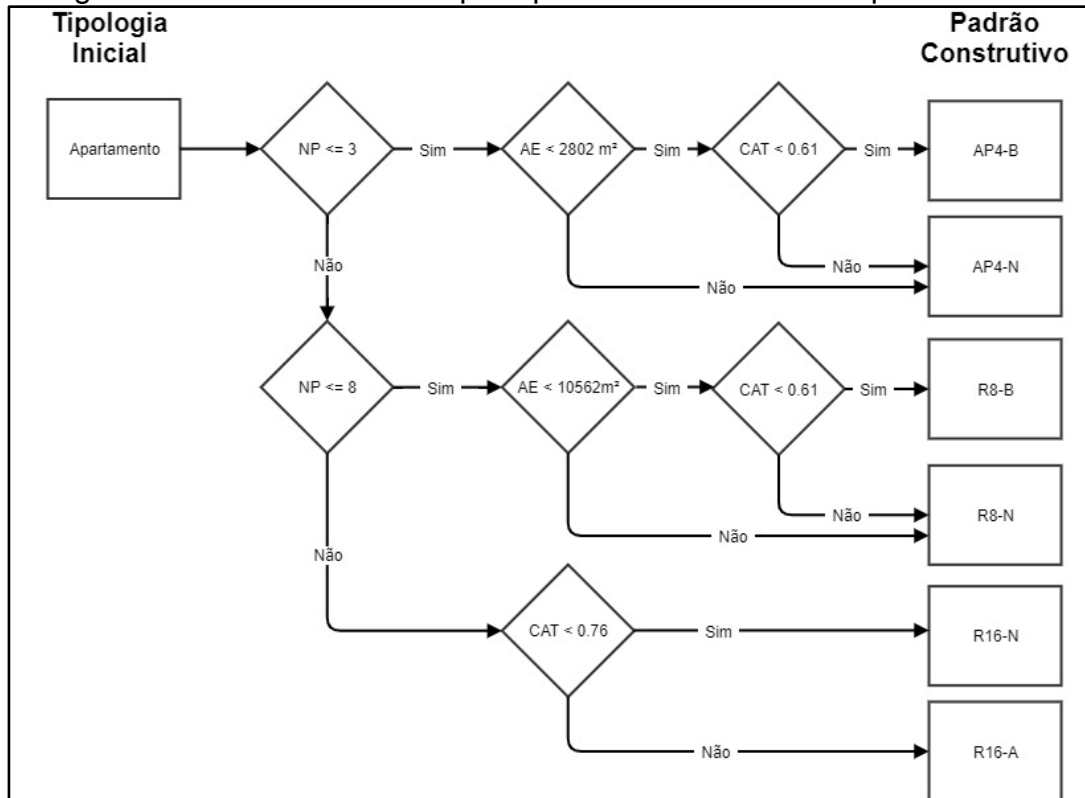 Tipologia
Inicial
Padrão
Construtivo
Apartamento
NP <= 3
Sim
AE < 2802 m²
Sim
CAT < 0.61
Sim
AP4-B
Não
Não
AP4-N
Não
NP <= 8
Sim
AE < 10562m²
Sim
CAT < 0.61
Sim
R8-B
Não
R8-N
Não
Não
CAT < 0.76
Sim
R16-N
Não
R16-A